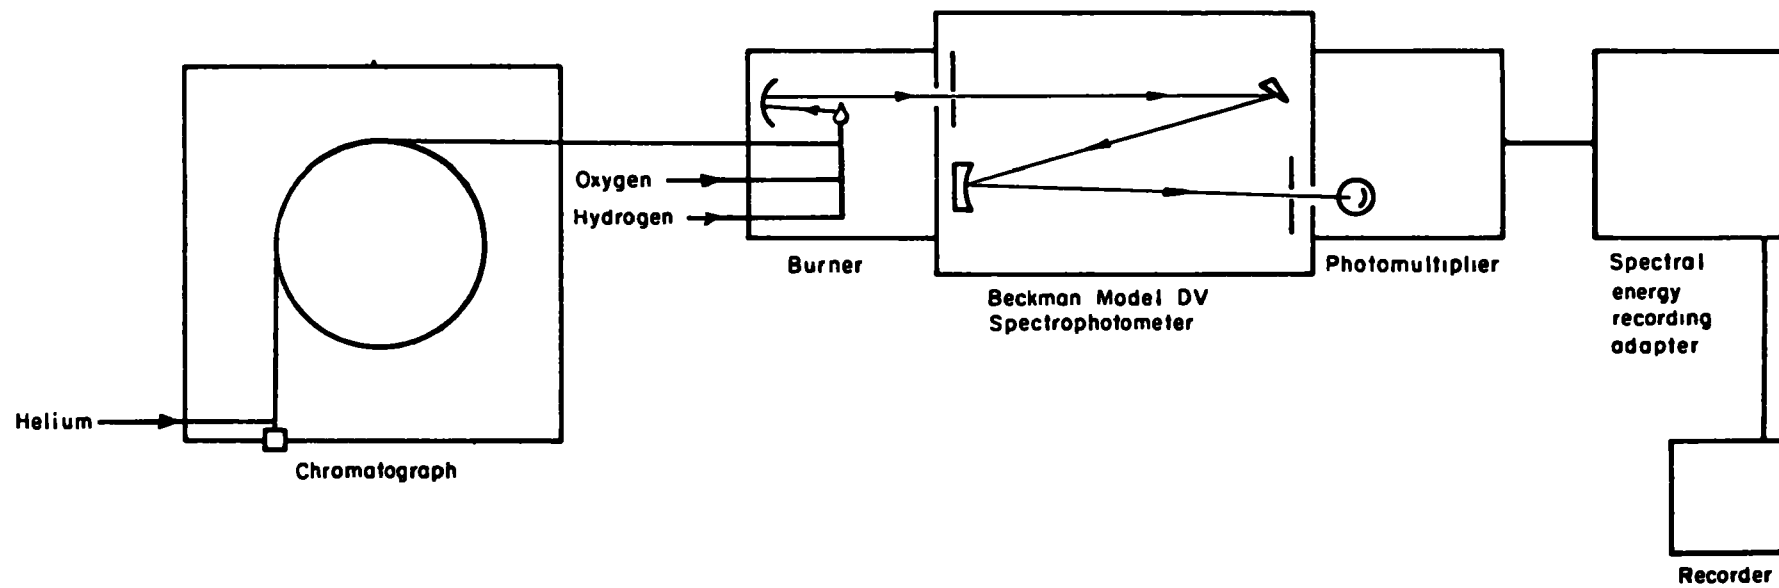 Oxygen
Hydrogen
Helium
Chromatograph
Burner
Beckman Model DV
Spectrophotometer
Photomultiplier
Spectral
energy
recording
adapter
Recorder